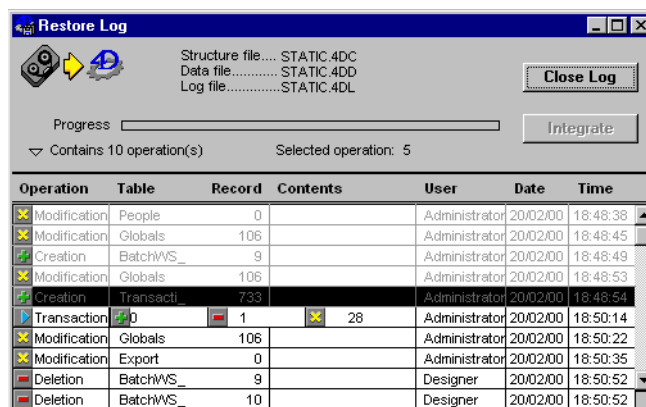 Restore Log
Structure file.... STATIC.4DC
Data file............ STATIC.4DD
Log file.............STATIC.4DL
Close Log
Progress
Integrate
Contains 10 operation(s) Selected operation: 5
Operation Table Record Contents User Date Time
Modification People 0 Administrator 20/02/00 18:48:38
Modification Globals 106 Administrator 20/02/00 18:48:45
Creation BatchWS_ 9 Administrator 20/02/00 18:48:49
Modification Globals 106 Administrator 20/02/00 18:48:53
Creation Transacti_ 733 Administrator 20/02/00 18:48:54
Transaction 0 1 28 Administrator 20/02/00 18:50:14
Modification Globals 106 Administrator 20/02/00 18:50:22
Modification Export 0 Administrator 20/02/00 18:50:35
Deletion BatchWS_ 9 Designer 20/02/00 18:50:52
Deletion BatchWS_ 10 Designer 20/02/00 18:50:52